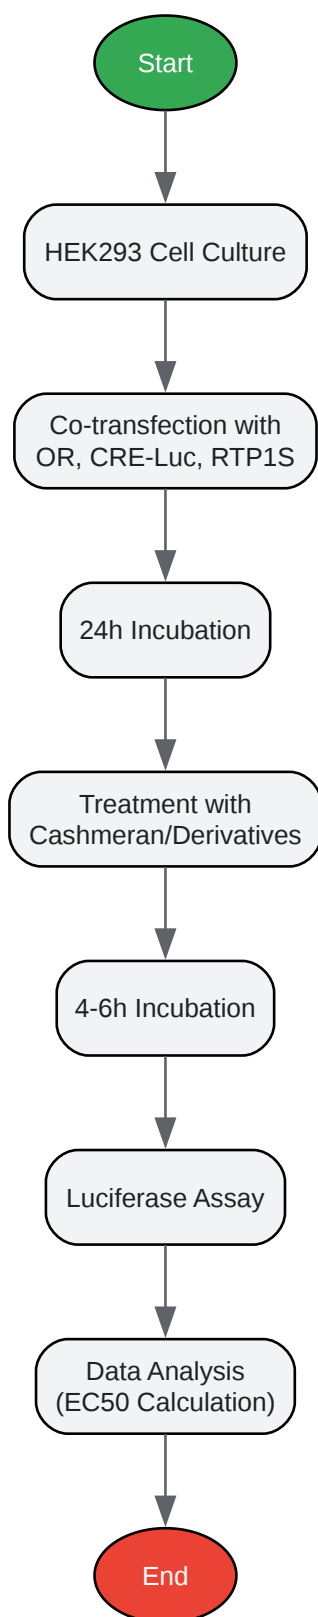 Start
HEK293 Cell Culture
Co-transfection with
OR, CRE-Luc, RTP1S
24h Incubation
Treatment with
Cashmeran/Derivatives
4-6h Incubation
Luciferase Assay
Data Analysis
(EC50 Calculation)
End